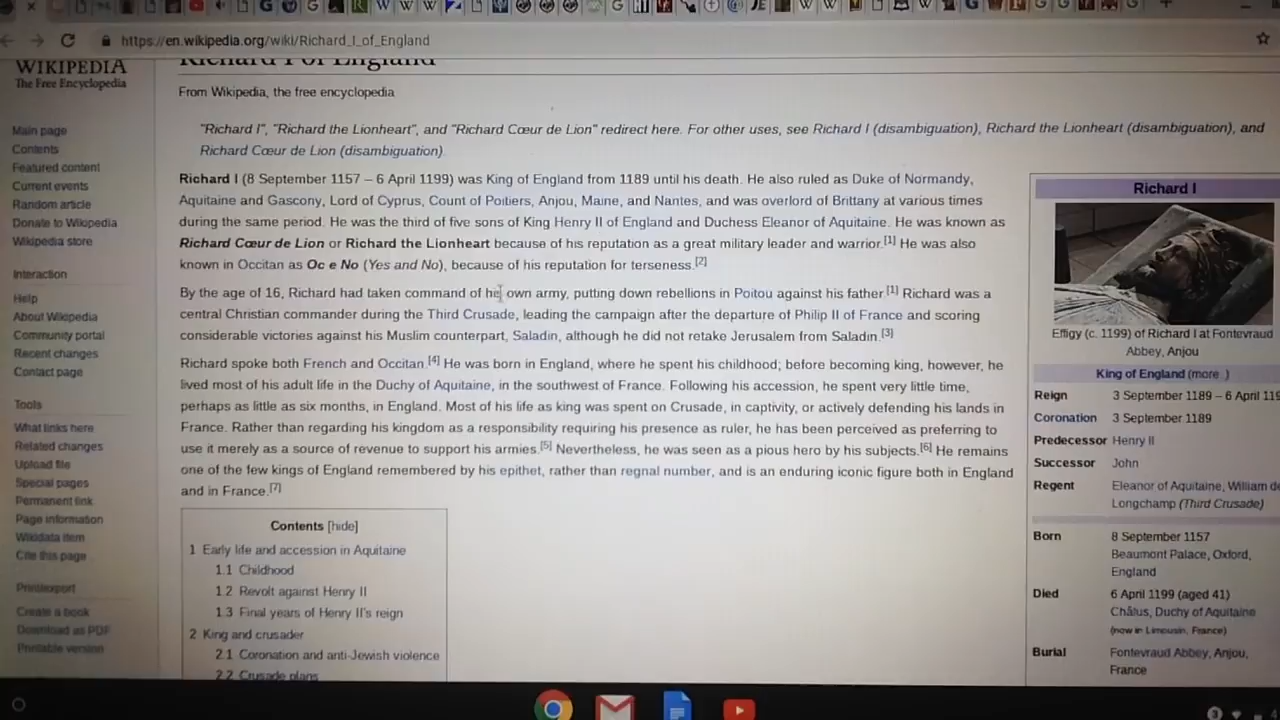 https://en.wikipedia.org/wiki/Richard_I_of_England
WIKIPEDIA
The Free Encyclopedia
Main page
Contents
Featured content
Current events
Random article
Donate to Wikipedia
Wikipedia store
Interaction
Help
About Wikipedia
Community portal
Recent changes
Contact page
Tools
What links here
Related changes
Upload file
Special pages
Permanent link
Page information
Wikidata item
Cite this page
Print/export
Create a book
Download as PDF
Printable version
Richard I of England
From Wikipedia, the free encyclopedia
"Richard I", "Richard the Lionheart", and "Richard Cœur de Lion" redirect here. For other uses, see Richard I (disambiguation), Richard the Lionheart (disambiguation), and
Richard Cœur de Lion (disambiguation)
Richard I (8 September 1157 – 6 April 1199) was King of England from 1189 until his death. He also ruled as Duke of Normandy,
Aquitaine and Gascony, Lord of Cyprus, Count of Poitiers, Anjou, Maine, and Nantes, and was overlord of Brittany at various times
during the same period. He was the third of five sons of King Henry II of England and Duchess Eleanor of Aquitaine. He was known as
Richard Cœur de Lion or Richard the Lionheart because of his reputation as a great military leader and warrior.[1] He was also
known in Occitan as Oc e No (Yes and No), because of his reputation for terseness.[2]
By the age of 16, Richard had taken command of his own army, putting down rebellions in Poitou against his father.[1] Richard was a
central Christian commander during the Third Crusade, leading the campaign after the departure of Philip II of France and scoring
considerable victories against his Muslim counterpart, Saladin, although he did not retake Jerusalem from Saladin.[3]
Richard spoke both French and Occitan.[4] He was born in England, where he spent his childhood; before becoming king, however, he
lived most of his adult life in the Duchy of Aquitaine, in the southwest of France. Following his accession, he spent very little time,
perhaps as little as six months, in England. Most of his life as king was spent on Crusade, in captivity, or actively defending his lands in
France. Rather than regarding his kingdom as a responsibility requiring his presence as ruler, he has been perceived as preferring to
use it merely as a source of revenue to support his armies.[5] Nevertheless, he was seen as a pious hero by his subjects.[6] He remains
one of the few kings of England remembered by his epithet, rather than regnal number, and is an enduring iconic figure both in England
and in France.[7]
Contents [hide]
1 Early life and accession in Aquitaine
1.1 Childhood
1.2 Revolt against Henry II
1.3 Final years of Henry II's reign
2 King and crusader
2.1 Coronation and anti-Jewish violence
2.2 Crusade plans
Richard I
Effigy (c. 1199) of Richard I at Fontevraud
Abbey, Anjou
King of England (more..)
Reign 3 September 1189 – 6 April 119
Coronation 3 September 1189
Predecessor Henry II
Successor John
Regent Eleanor of Aquitaine, William de
Longchamp (Third Crusade)
Born 8 September 1157
Beaumont Palace, Oxford,
England
Died 6 April 1199 (aged 41)
Châlus, Duchy of Aquitaine
(now in Limousin, France)
Burial Fontevraud Abbey, Anjou,
France